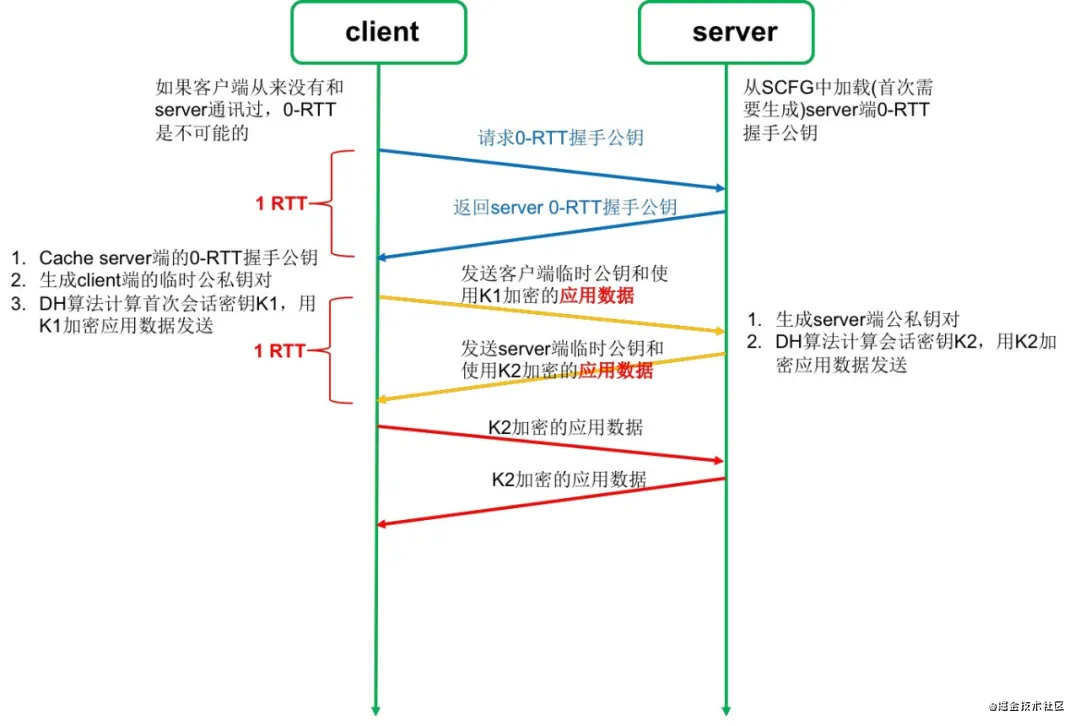 client
server
如果客户端从来没有和
server通讯过，0-RTT
是不可能的
从SCFG中加载(首次需
要生成)server端0-RTT
握手公钥
请求0-RTT握手公钥
1 RTT
返回server 0-RTT握手公钥
1. Cache server端的0-RTT握手公钥
2. 生成client端的临时公私钥对
3. DH算法计算首次会话密钥K1，用
K1加密应用数据发送
发送客户端临时公钥和使
用K1加密的应用数据
1. 生成server端公私钥对
2. DH算法计算会话密钥K2，用K2加
密应用数据发送
1 RTT
发送server端临时公钥和
使用K2加密的应用数据
K2加密的应用数据
K2加密的应用数据
@掘金技术社区